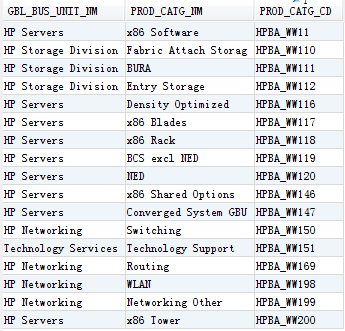 GBL_BUS_UNIT_NM PROD_CATG_NM PROD_CATG_CD
HP Servers x86 Software HPBA_WW11
HP Storage Division Fabric Attach Storag HPBA_WW110
HP Storage Division BURA HPBA_WW111
HP Storage Division Entry Storage HPBA_WW112
HP Servers Density Optimized HPBA_WW116
HP Servers x86 Blades HPBA_WW117
HP Servers x86 Rack HPBA_WW118
HP Servers BCS excl NED HPBA_WW119
HP Servers NED HPBA_WW120
HP Servers x86 Shared Options HPBA_WW146
HP Servers Converged System GBU HPBA_WW147
HP Networking Switching HPBA_WW150
Technology Services Technology Support HPBA_WW151
HP Networking Routing HPBA_WW169
HP Networking WLAN HPBA_WW198
HP Networking Networking Other HPBA_WW199
HP Servers x86 Tower HPBA_WW200